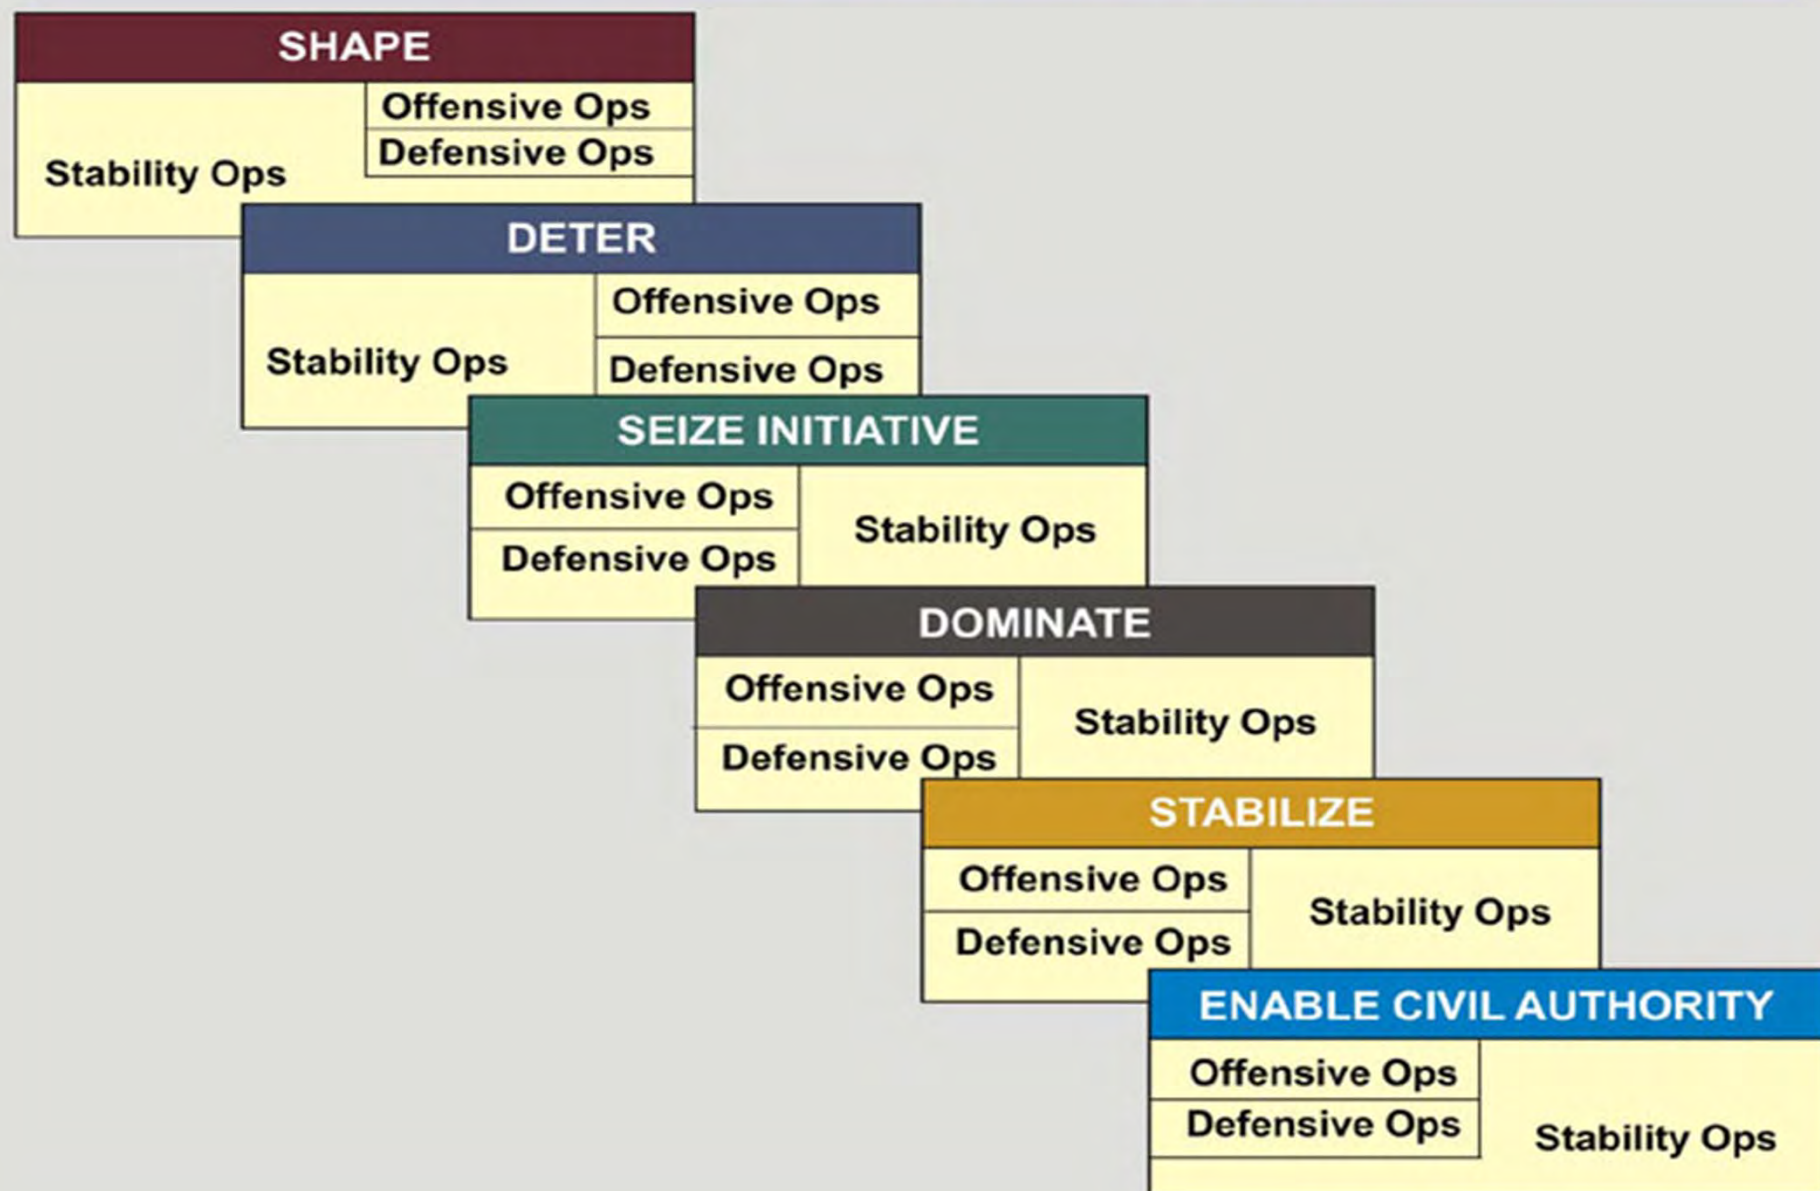 SHAPE
Offensive Ops
Defensive Ops
Stability Ops
DETER
Offensive Ops
Stability Ops
Defensive Ops
SEIZE INITIATIVE
Offensive Ops
Stability Ops
Defensive Ops
DOMINATE
Offensive Ops
Stability Ops
Defensive Ops
STABILIZE
Offensive Ops
Stability Ops
Defensive Ops
ENABLE CIVIL AUTHORITY
Offensive Ops
Defensive Ops
Stability Ops